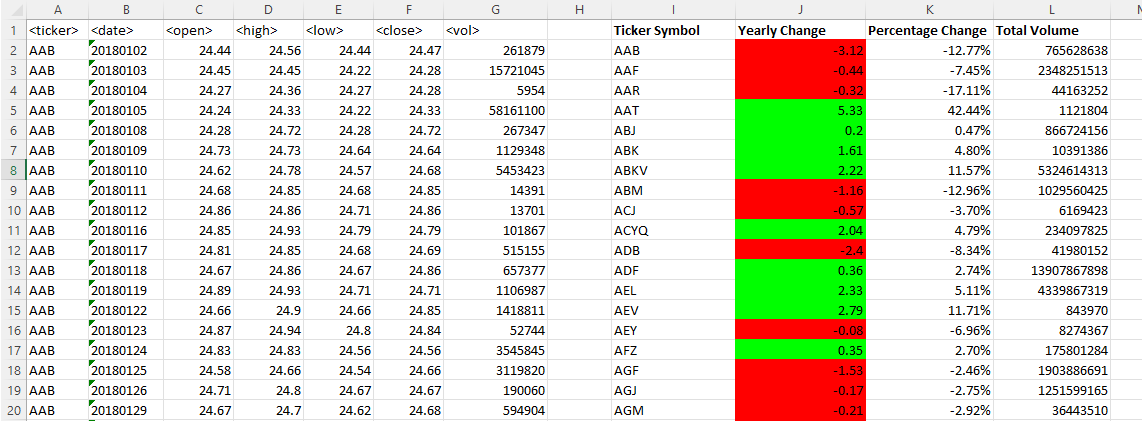 A B C D E F G H I J K L
1 <ticker> <date> <open> <high> <low> <close> <vol> Ticker Symbol Yearly Change Percentage Change Total Volume
2 AAB 20180102 24.44 24.56 24.44 24.47 261879 AAB -3.12 -12.77% 765628638
3 AAB 20180103 24.45 24.45 24.22 24.28 15721045 AAF -0.44 -7.45% 2348251513
4 AAB 20180104 24.27 24.36 24.27 24.28 5954 AAR -0.32 -17.11% 44163252
5 AAB 20180105 24.24 24.33 24.22 24.33 58161100 AAT 5.33 42.44% 1121804
6 AAB 20180108 24.28 24.72 24.28 24.72 267347 ABJ 0.2 0.47% 866724156
7 AAB 20180109 24.73 24.73 24.64 24.64 1129348 ABK 1.61 4.80% 10391386
8 AAB 20180110 24.62 24.78 24.57 24.68 5453423 ABKV 2.22 11.57% 5324614313
9 AAB 20180111 24.68 24.85 24.68 24.85 14391 ABM -1.16 -12.96% 1029560425
10 AAB 20180112 24.86 24.86 24.71 24.86 13701 ACJ -0.57 -3.70% 6169423
11 AAB 20180116 24.85 24.93 24.79 24.79 101867 ACYQ 2.04 4.79% 234097825
12 AAB 20180117 24.81 24.85 24.68 24.69 515155 ADB -2.4 -8.34% 41980152
13 AAB 20180118 24.67 24.86 24.67 24.86 657377 ADF 0.36 2.74% 13907867898
14 AAB 20180119 24.89 24.93 24.71 24.71 1106987 AEL 2.33 5.11% 4339867319
15 AAB 20180122 24.66 24.9 24.66 24.85 1418811 AEV 2.79 11.71% 843970
16 AAB 20180123 24.87 24.94 24.8 24.84 52744 AEY -0.08 -6.96% 8274367
17 AAB 20180124 24.83 24.83 24.56 24.56 3545845 AFZ 0.35 2.70% 175801284
18 AAB 20180125 24.58 24.66 24.54 24.66 3119820 AGF -1.53 -2.46% 1903886691
19 AAB 20180126 24.71 24.8 24.67 24.67 190060 AGJ -0.17 -2.75% 1251599165
20 AAB 20180129 24.67 24.7 24.62 24.68 594904 AGM -0.21 -2.92% 36443510